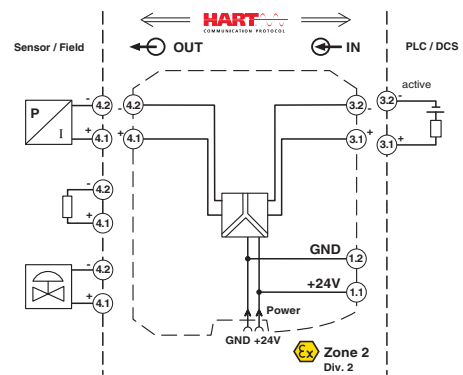 HART
COMMUNICATION PROTOCOL
Sensor / Field
OUT
IN
PLC / DCS
active
P
I
- 4.2
4.2 -
3.2 -
3.2 -
+ 4.1
+ 4.1
3.1 +
3.1 +
- 4.2
+ 4.1
GND
1.2
- 4.2
+24V
1.1
+ 4.1
Power
GND +24V
Ex
Zone 2
Div. 2